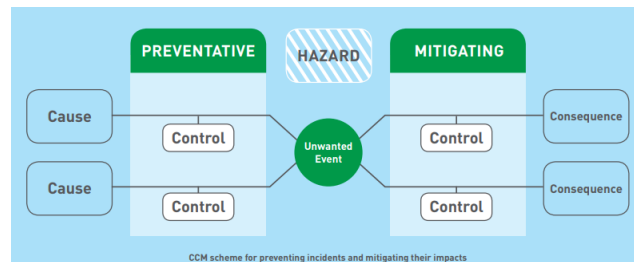 PREVENTATIVE
HAZARD
MITIGATING
Cause
Control
Unwanted
Event
Control
Consequence
Cause
Control
Control
Consequence
CCM scheme for preventing incidents and mitigating their impacts